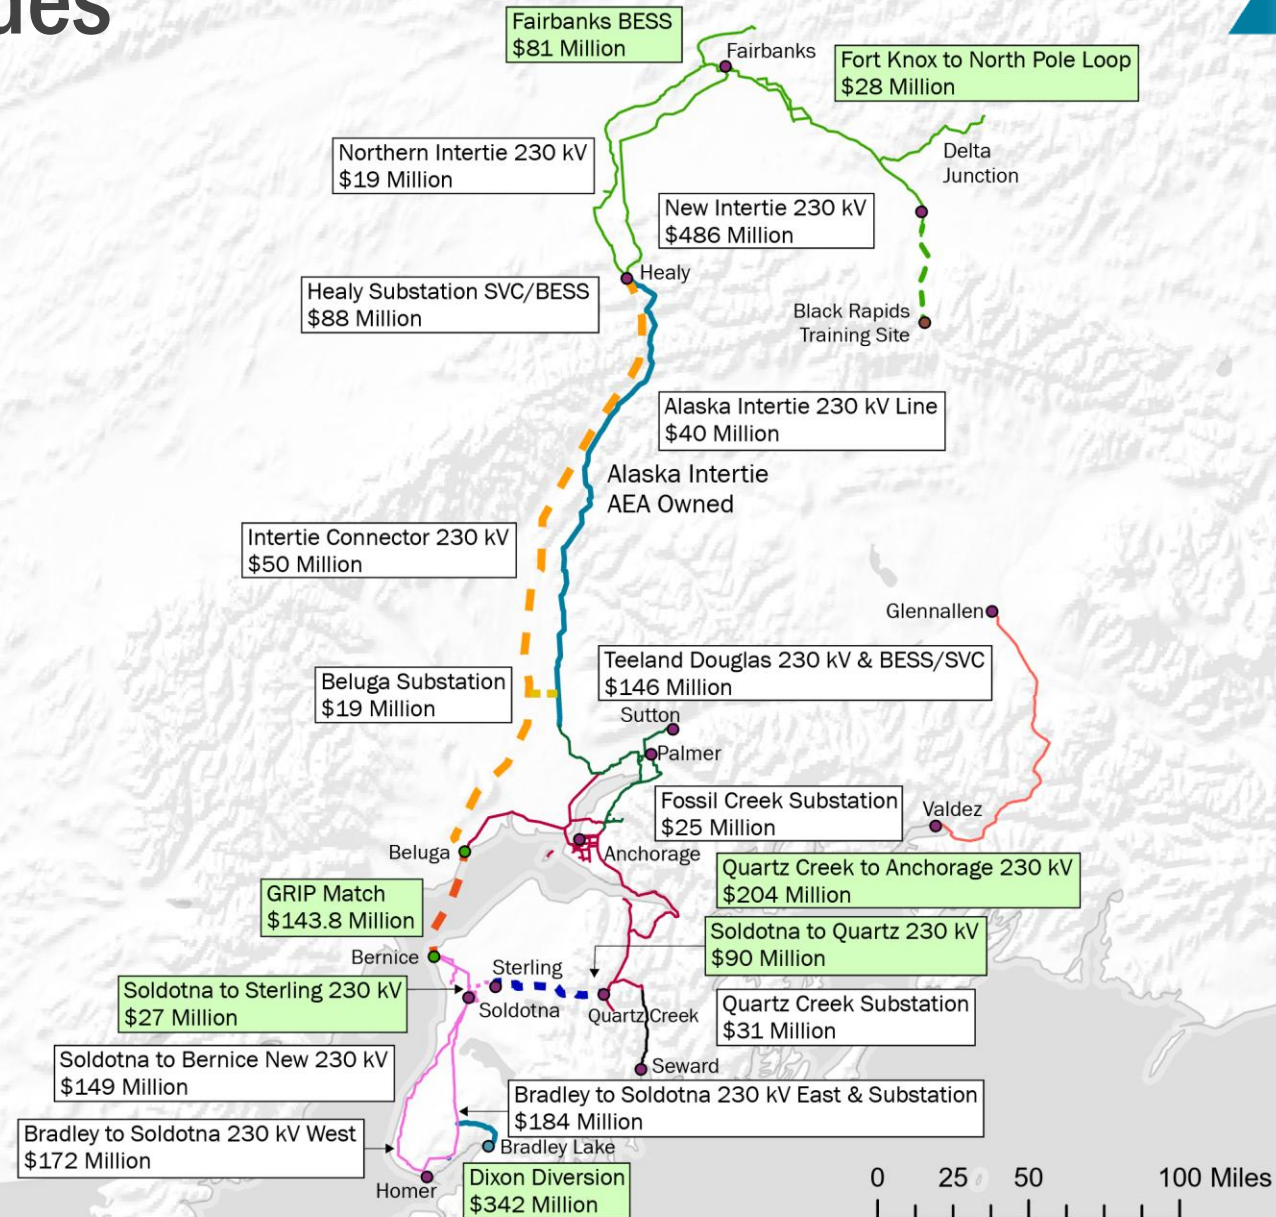 Fairbanks BESS
$81 Million
Fairbanks
Fort Knox to North Pole Loop
$28 Million
Northern Intertie 230 kV
$19 Million
Delta
Junction
New Intertie 230 kV
$486 Million
Healy
Healy Substation SVC/BESS
$88 Million
Black Rapids
Training Site
Alaska Intertie 230 kV Line
$40 Million
Alaska Intertie
AEA Owned
Intertie Connector 230 kV
$50 Million
Glennallen
Teeland Douglas 230 kV & BESS/SVC
$146 Million
Beluga Substation
$19 Million
Sutton
Palmer
Fossil Creek Substation
$25 Million
Valdez
Beluga
Anchorage
Quartz Creek to Anchorage 230 kV
$204 Million
GRIP Match
$143.8 Million
Soldotna to Quartz 230 kV
$90 Million
Bernice
Sterling
Soldotna to Sterling 230 kV
$27 Million
Soldotna
Quartz Creek
Quartz Creek Substation
$31 Million
Soldotna to Bernice New 230 kV
$149 Million
Seward
Bradley to Soldotna 230 kV East & Substation
$184 Million
Bradley to Soldotna 230 kV West
$172 Million
Bradley Lake
Homer
Dixon Diversion
$342 Million
0 25 50 100 Miles